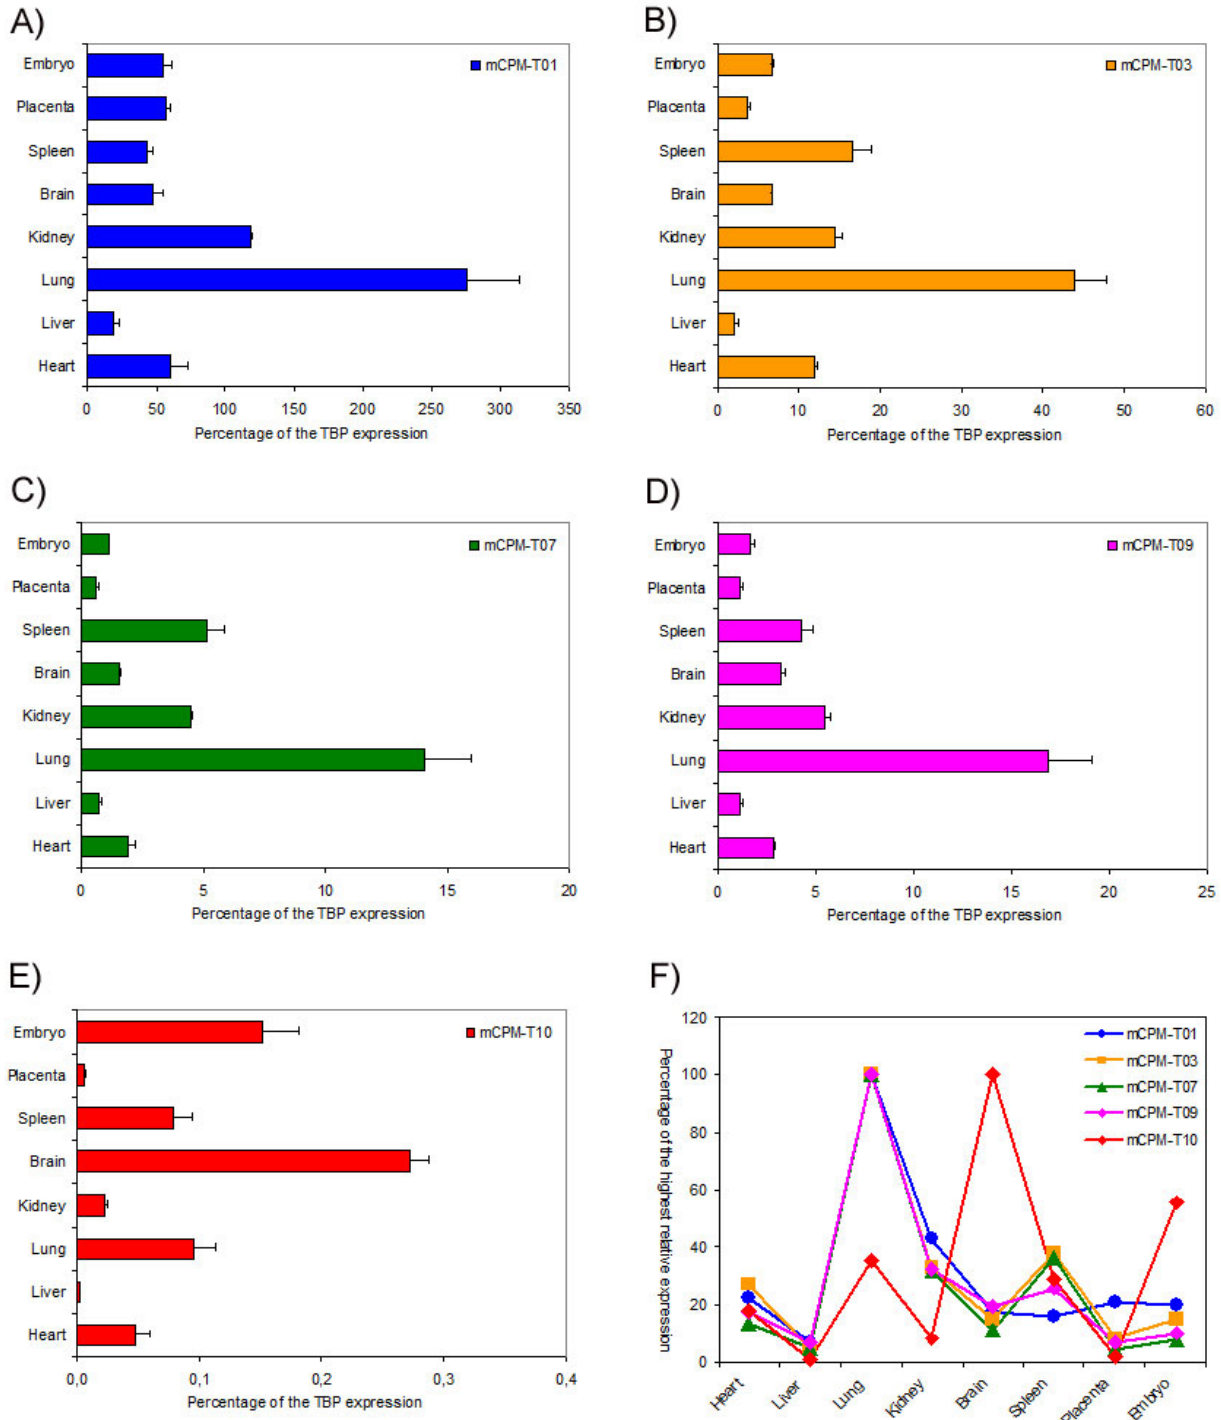 A)
mCPM-T01
Embryo
Placenta
Spleen
Brain
Kidney
Lung
Liver
Heart
0 50 100 150 200 250 300 350
Percentage of the TBP expression
B)
mCPM-T03
Embryo
Placenta
Spleen
Brain
Kidney
Lung
Liver
Heart
0 10 20 30 40 50 60
Percentage of the TBP expression
C)
mCPM-T07
Embryo
Placenta
Spleen
Brain
Kidney
Lung
Liver
Heart
0 5 10 15 20
Percentage of the TBP expression
D)
mCPM-T09
Embryo
Placenta
Spleen
Brain
Kidney
Lung
Liver
Heart
0 5 10 15 20 25
Percentage of the TBP expression
E)
mCPM-T10
Embryo
Placenta
Spleen
Brain
Kidney
Lung
Liver
Heart
0,0 0,1 0,2 0,3 0,4
Percentage of the TBP expression
F)
Percentage of the highest relative expression
120
100
80
60
40
20
0
mCPM-T01
mCPM-T03
mCPM-T07
mCPM-T09
mCPM-T10
Heart
Liver
Lung
Kidney
Brain
Spleen
Placenta
Embryo